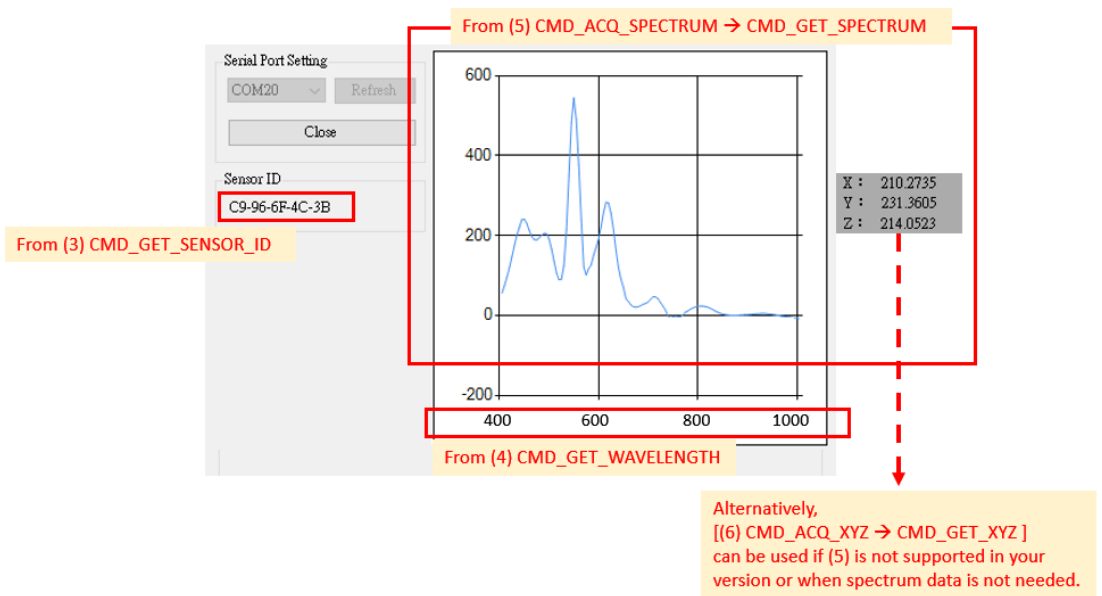 From (5) CMD_ACQ_SPECTRUM → CMD_GET_SPECTRUM
Serial Port Setting
COM20
Refresh
Close
Sensor ID
C9-96-6F-4C-3B
From (3) CMD_GET_SENSOR_ID
600
400
200
0
-200
400 600 800 1000
From (4) CMD_GET_WAVELENGTH
X : 210.2735
Y : 231.3605
Z : 214.0523
Alternatively,
[(6) CMD_ACQ_XYZ → CMD_GET_XYZ ]
can be used if (5) is not supported in your
version or when spectrum data is not needed.